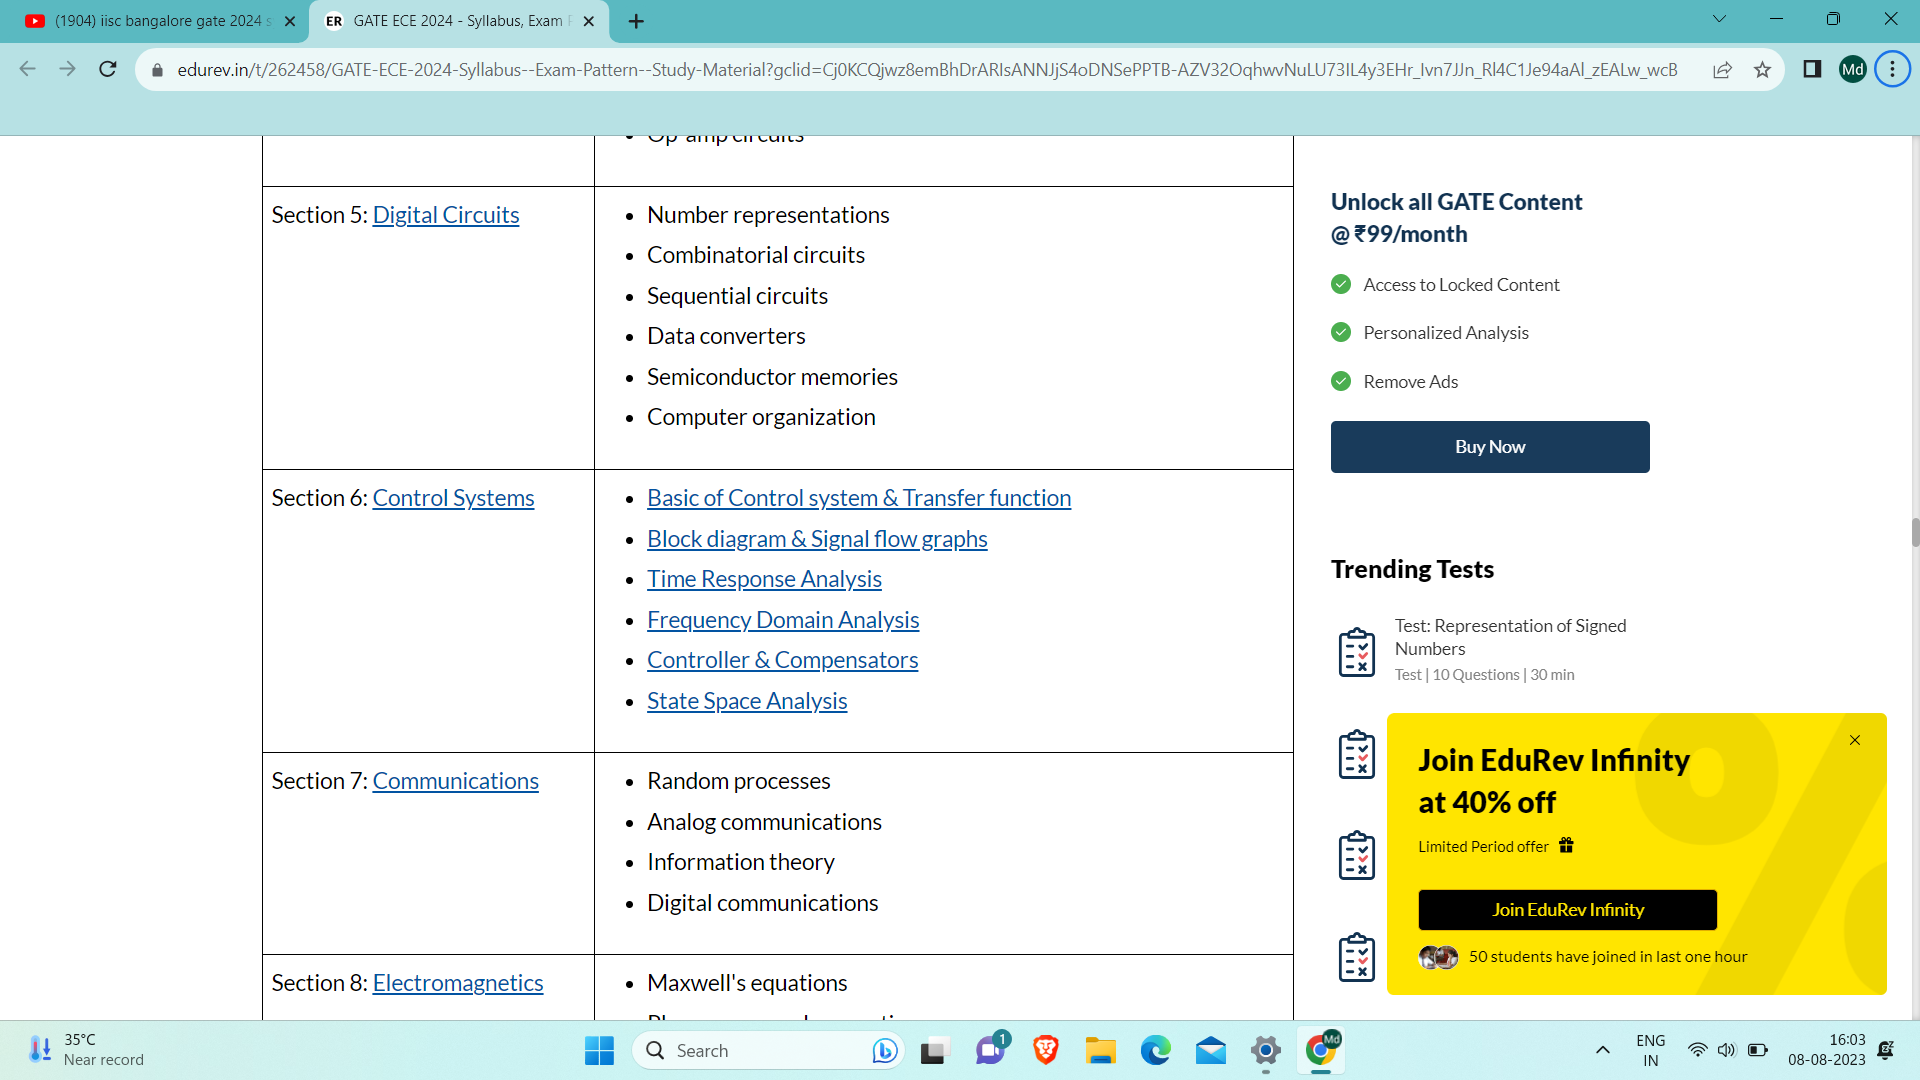 (1904) iisc bangalore gate 2024 s
ER GATE ECE 2024 - Syllabus, Exam P
edurev.in/t/262458/GATE-ECE-2024-Syllabus--Exam-Pattern--Study-Material?gclid=Cj0KCQjwz8emBhDrARIsANNJjS4oDNSePPTB-AZV32OqhwvNuLU73IL4y3EHr_Ivn7JJn_Rl4C1Je94aAl_zEALw_wcB
Md
Op-amp circuits
Section 5: Digital Circuits
Number representations
Combinatorial circuits
Sequential circuits
Data converters
Semiconductor memories
Computer organization
Section 6: Control Systems
Basic of Control system & Transfer function
Block diagram & Signal flow graphs
Time Response Analysis
Frequency Domain Analysis
Controller & Compensators
State Space Analysis
Section 7: Communications
Random processes
Analog communications
Information theory
Digital communications
Section 8: Electromagnetics
Maxwell's equations
Unlock all GATE Content
@ ₹99/month
Access to Locked Content
Personalized Analysis
Remove Ads
Buy Now
Trending Tests
Test: Representation of Signed
Numbers
Test | 10 Questions | 30 min
Join EduRev Infinity
at 40% off
Limited Period offer
Join EduRev Infinity
50 students have joined in last one hour
35°C
Near record
Search
1
Md
ENG
IN
16:03
08-08-2023